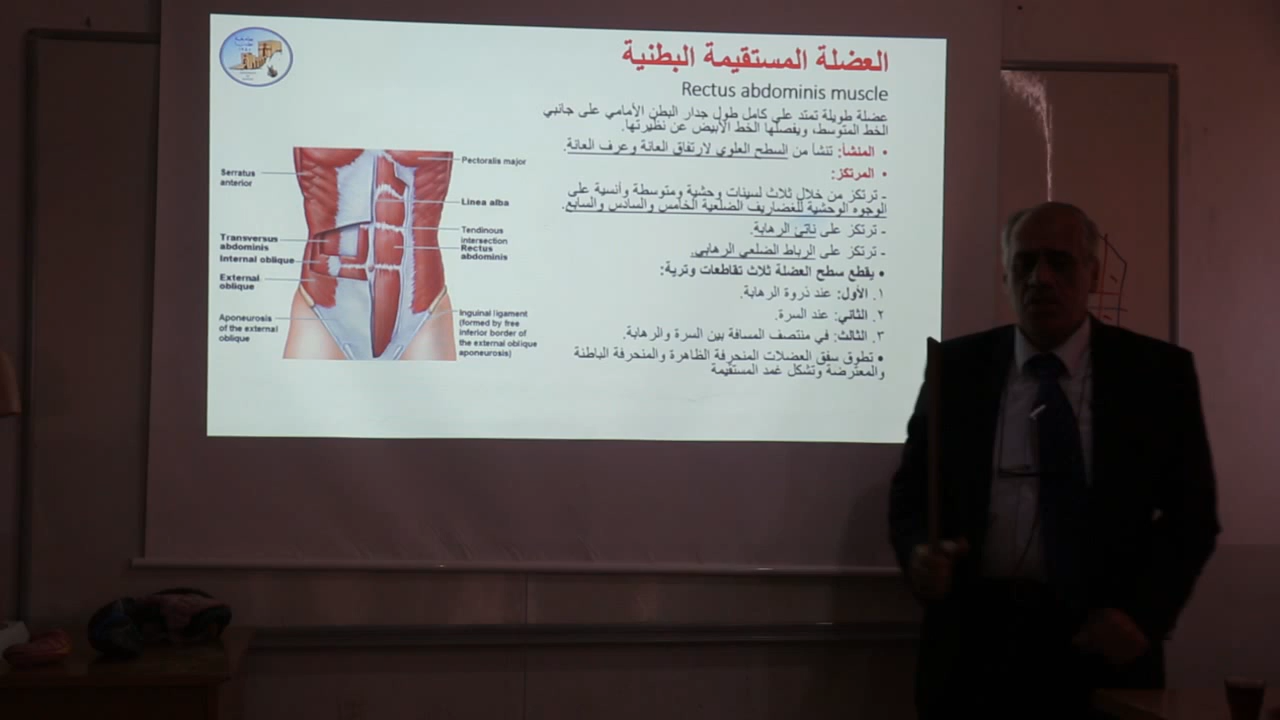 العضلة المستقيمة البطنية
Rectus abdominis muscle
عضلة طويلة تمتد على كامل طول جدار البطن الأمامي على جانبي
الخط المتوسط، ويفصلها الخط الأبيض عن نظيرتها.
• المنشأ: تنشأ من السطح العلوي لارتفاق العانة وعرف العانة.
• المرتكز:
- ترتكز من خلال ثلاث لسينات وحشية ومتوسطة وأنسية على
الوجوه الوحشية للغضاريف الضلعية الخامس والسادس والسابع.
- ترتكز على ناتئ الرهابة.
- ترتكز على الرباط الضلعي الرهابي.
• يقطع سطح العضلة ثلاث تقاطعات وترية:
١. الأول: عند ذروة الرهابة.
٢. الثاني: عند السرة.
٣. الثالث: في منتصف المسافة بين السرة والرهابة.
• تطوق سفق العضلات المنحرفة الظاهرة والمنحرفة الباطنة
والمعترضة وتشكل غمد المستقيمة
Serratus
anterior
Transversus
abdominis
Internal oblique
External
oblique
Aponeurosis
of the external
oblique
Pectoralis major
Linea alba
Tendinous
intersection
Rectus
abdominis
Inguinal ligament
(formed by free
inferior border of
the external oblique
aponeurosis)